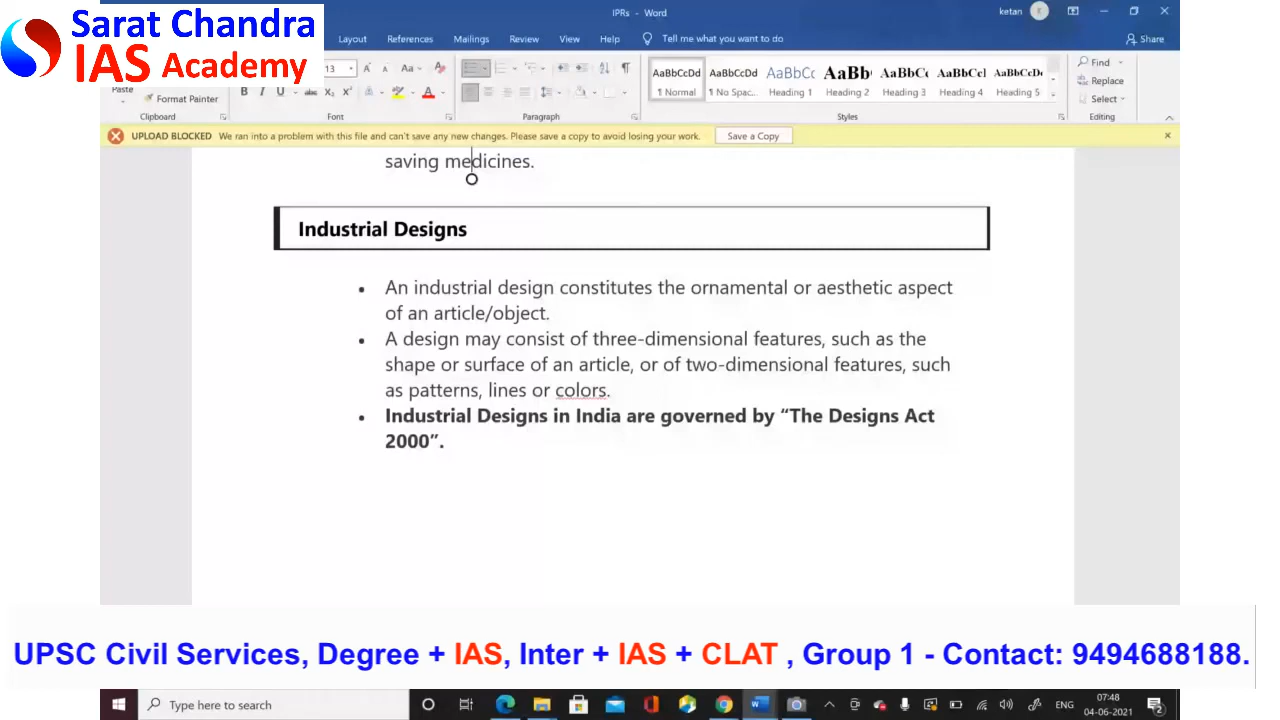 Sarat Chandra
IAS Academy
IPRs - Word
ketan
Layout References Mailings Review View Help Tell me what you want to do Share
13
Paste
Format Painter
Clipboard Font Paragraph Styles Editing
AaBbCcDd AaBbCcDd AaBbCc AaBb AaBbCc AaBbCcI AaBbCcDc
¶ Normal ¶ No Spac... Heading 1 Heading 2 Heading 3 Heading 4 Heading 5
Find
Replace
Select
UPLOAD BLOCKED We ran into a problem with this file and can't save any new changes. Please save a copy to avoid losing your work. Save a Copy
saving medicines.
Industrial Designs
• An industrial design constitutes the ornamental or aesthetic aspect
of an article/object.
• A design may consist of three-dimensional features, such as the
shape or surface of an article, or of two-dimensional features, such
as patterns, lines or colors.
• Industrial Designs in India are governed by “The Designs Act
2000”.
UPSC Civil Services, Degree + IAS, Inter + IAS + CLAT , Group 1 - Contact: 9494688188.
Type here to search
ENG
07:48
04-06-2021
2